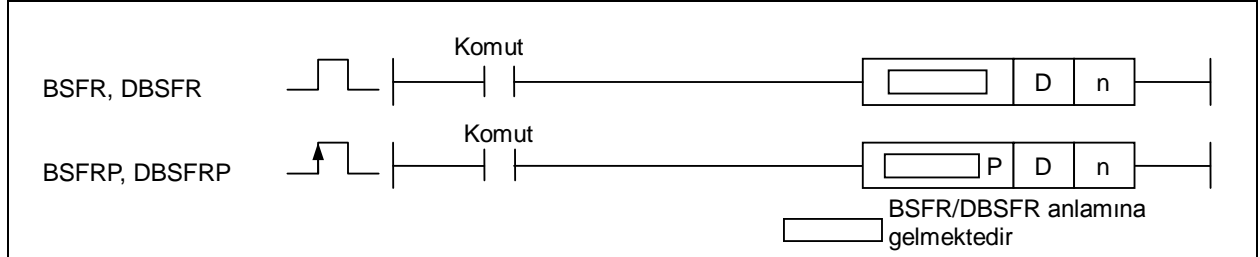 Komut
BSFR, DBSFR D n
Komut
BSFRP, DBSFRP P D n
BSFR/DBSFR anlamına
gelmektedir